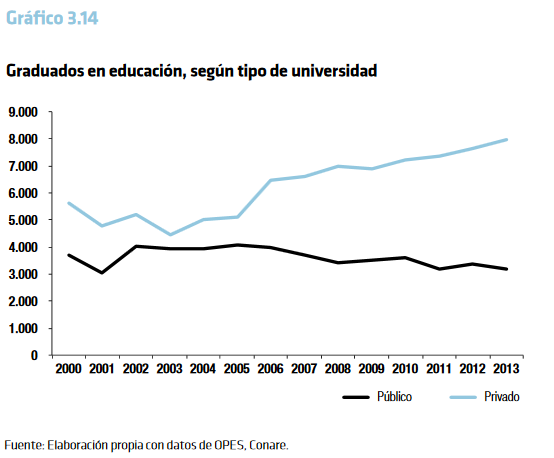 Gráfico 3.14
Graduados en educación, según tipo de universidad
9.000
8.000
7.000
6.000
5.000
4.000
3.000
2.000
1.000
0
2000 2001 2002 2003 2004 2005 2006 2007 2008 2009 2010 2011 2012 2013
Público Privado
Fuente: Elaboración propia con datos de OPES, Conare.